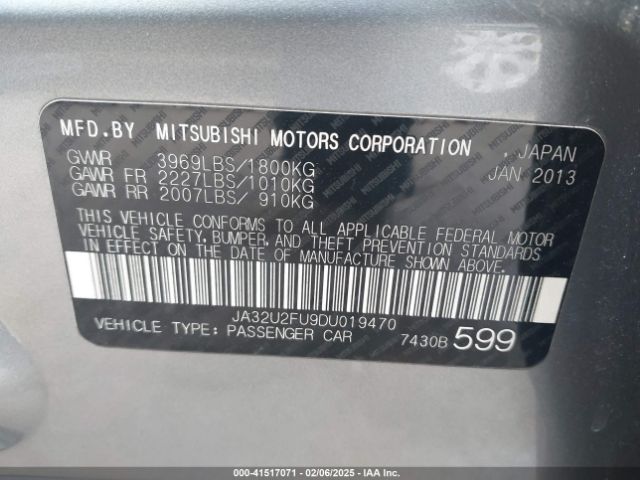 MFD.BY MITSUBISHI MOTORS CORPORATION , JAPAN
GVWR 3969LBS/1800KG JAN 2013
GAWR FR 2227LBS/1010KG
GAWR RR 2007LBS/ 910KG
THIS VEHICLE CONFORMS TO ALL APPLICABLE FEDERAL MOTOR
VEHICLE SAFETY, BUMPER, AND THEFT PREVENTION STANDARDS
IN EFFECT ON THE DATE OF MANUFACTURE SHOWN ABOVE.
JA32U2FU9DU019470
VEHICLE TYPE: PASSENGER CAR 7430B 599
000-41517071 | 02/06/2025 | IAA, LLC